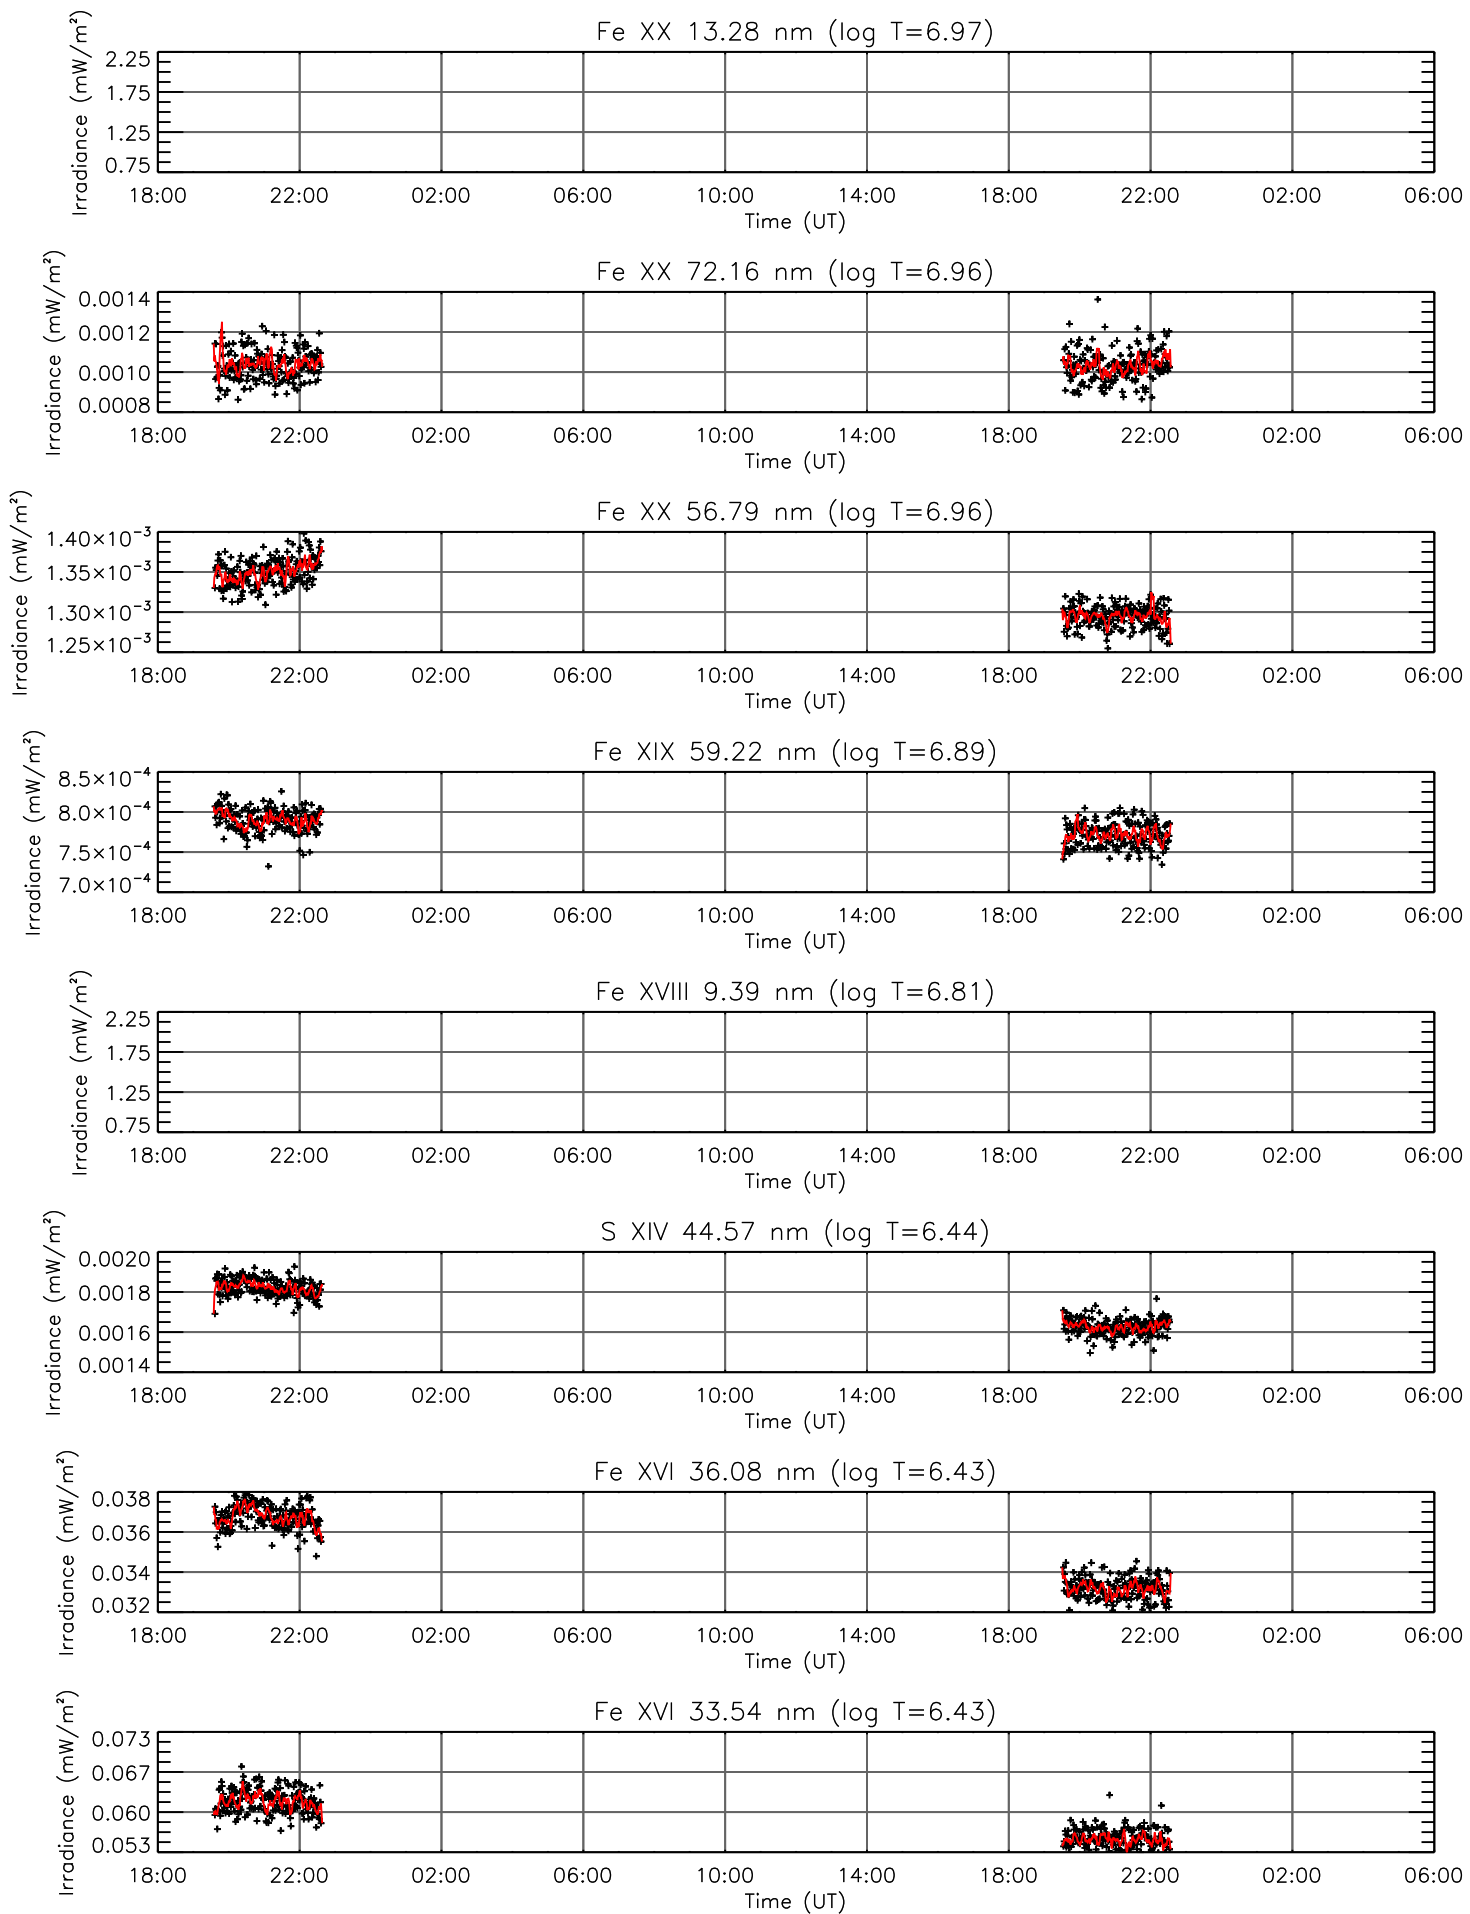 Fe XX 13.28 nm (log T=6.97)
Irradiance (mW/m²)
2.25
1.75
1.25
0.75
18:00 22:00 02:00 06:00 10:00 14:00 18:00 22:00 02:00 06:00
Time (UT)
Fe XX 72.16 nm (log T=6.96)
Irradiance (mW/m²)
0.0014
0.0012
0.0010
0.0008
18:00 22:00 02:00 06:00 10:00 14:00 18:00 22:00 02:00 06:00
Time (UT)
Fe XX 56.79 nm (log T=6.96)
Irradiance (mW/m²)
1.40×10⁻³
1.35×10⁻³
1.30×10⁻³
1.25×10⁻³
18:00 22:00 02:00 06:00 10:00 14:00 18:00 22:00 02:00 06:00
Time (UT)
Fe XIX 59.22 nm (log T=6.89)
Irradiance (mW/m²)
8.5×10⁻⁴
8.0×10⁻⁴
7.5×10⁻⁴
7.0×10⁻⁴
18:00 22:00 02:00 06:00 10:00 14:00 18:00 22:00 02:00 06:00
Time (UT)
Fe XVIII 9.39 nm (log T=6.81)
Irradiance (mW/m²)
2.25
1.75
1.25
0.75
18:00 22:00 02:00 06:00 10:00 14:00 18:00 22:00 02:00 06:00
Time (UT)
S XIV 44.57 nm (log T=6.44)
Irradiance (mW/m²)
0.0020
0.0018
0.0016
0.0014
18:00 22:00 02:00 06:00 10:00 14:00 18:00 22:00 02:00 06:00
Time (UT)
Fe XVI 36.08 nm (log T=6.43)
Irradiance (mW/m²)
0.038
0.036
0.034
0.032
18:00 22:00 02:00 06:00 10:00 14:00 18:00 22:00 02:00 06:00
Time (UT)
Fe XVI 33.54 nm (log T=6.43)
Irradiance (mW/m²)
0.073
0.067
0.060
0.053
18:00 22:00 02:00 06:00 10:00 14:00 18:00 22:00 02:00 06:00
Time (UT)